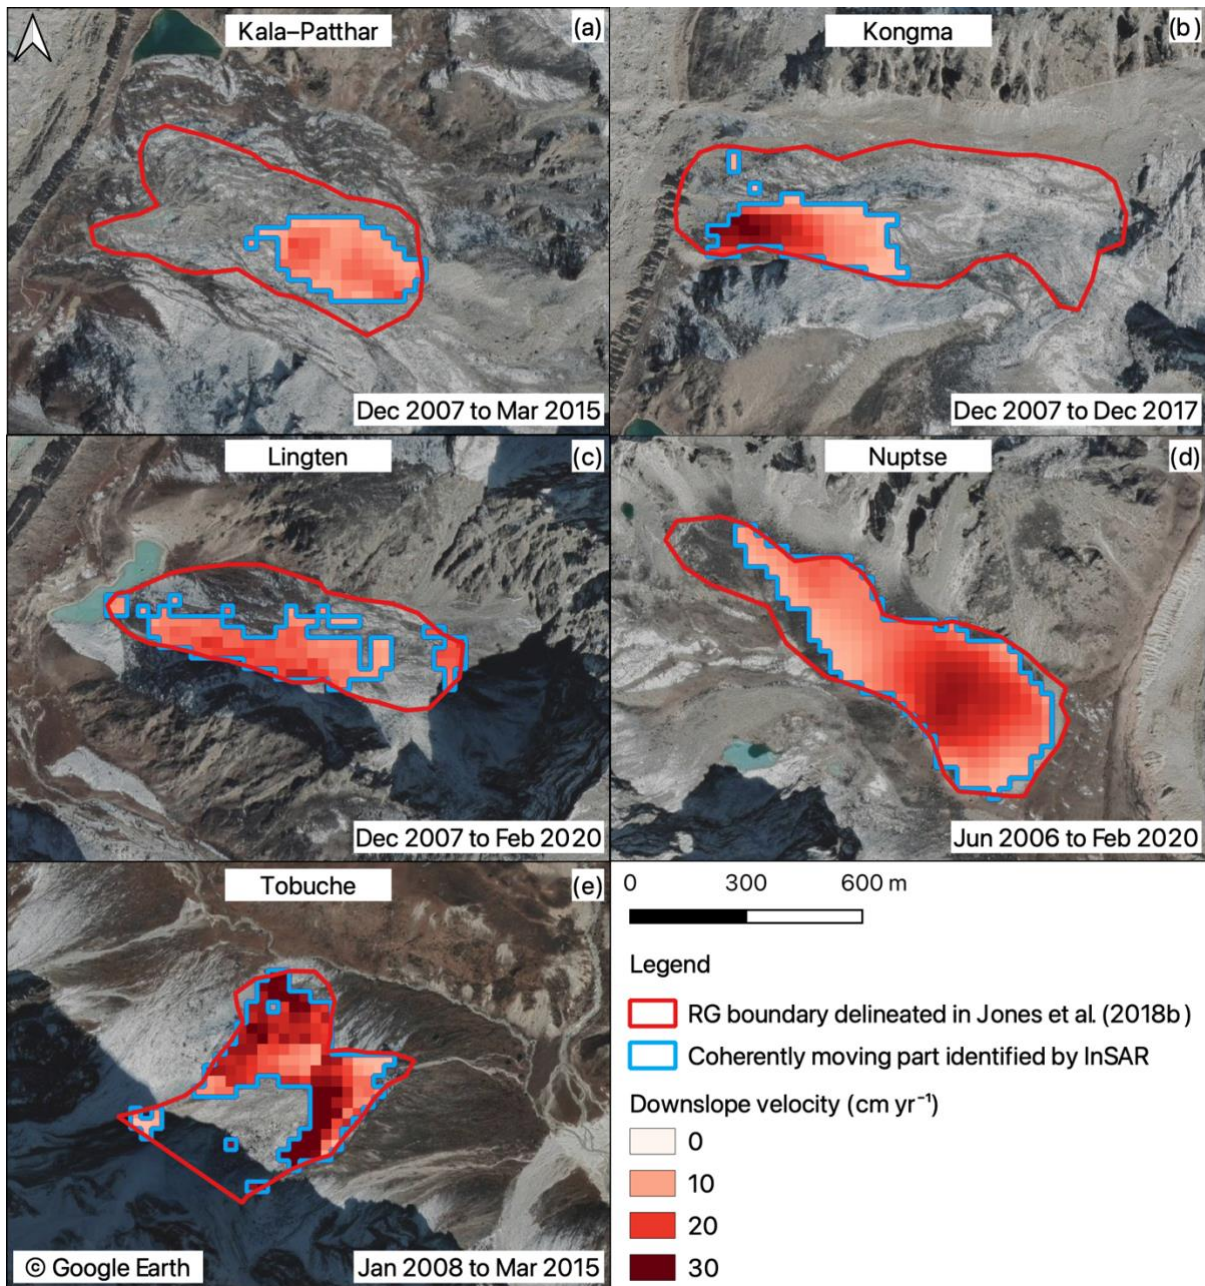 Kala–Patthar
(a)
Dec 2007 to Mar 2015
Kongma
(b)
Dec 2007 to Dec 2017
Lingten
(c)
Dec 2007 to Feb 2020
Nuptse
(d)
Jun 2006 to Feb 2020
Tobuche
(e)
© Google Earth
Jan 2008 to Mar 2015
0 300 600 m
Legend
RG boundary delineated in Jones et al. (2018b)
Coherently moving part identified by InSAR
Downslope velocity (cm yr⁻¹)
0
10
20
30